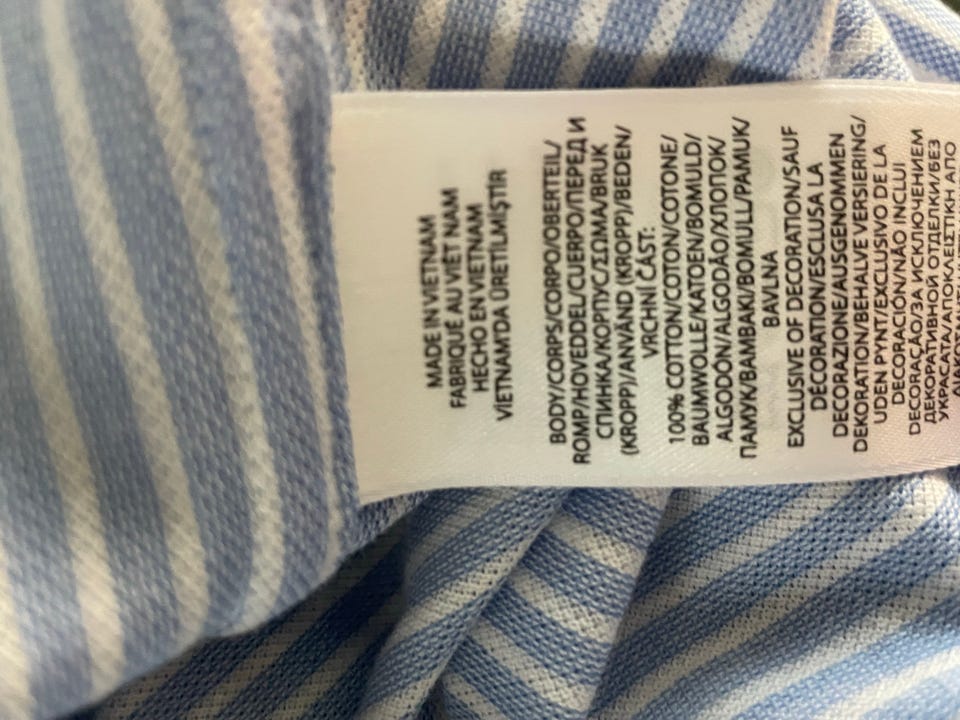 MADE IN VIETNAM
FABRIQUÉ AU VIÊT NAM
HECHO EN VIETNAM
VIETNAM'DA ÜRETİLMİŞTİR
BODY/CORPS/CORPO/OBERTEIL/
ROMP/HOVEDDEL/CUERPO/ПЕРЕД И
СПИНКА/КОРПУС/ΣΩΜΑ/BRUK
(KROPP)/ANVÄND (KROPP)/BEDEN/
VRCHNÍ ČÁST:
100% COTTON/COTON/COTONE/
BAUMWOLLE/KATOEN/BOMULD/
ALGODÓN/ALGODÃO/ХЛОПОК/
ПАМУК/ΒΑΜΒΑΚΙ/BOMULL/PAMUK/
BAVLNA
EXCLUSIVE OF DECORATION/SAUF
DÉCORATION/ESCLUSA LA
DECORAZIONE/AUSGENOMMEN
DEKORATION/BEHALVE VERSIERING/
UDEN PYNT/EXCLUSIVO DE LA
DECORACIÓN/NÃO INCLUI
DECORAÇÃO/ЗА ИСКЛЮЧЕНИЕМ
ДЕКОРАТИВНОЙ ОТДЕЛКИ/БЕЗ
УКРАСАТА/ΑΠΟΚΛΕΙΣΤΙΚΗ ΑΠΟ